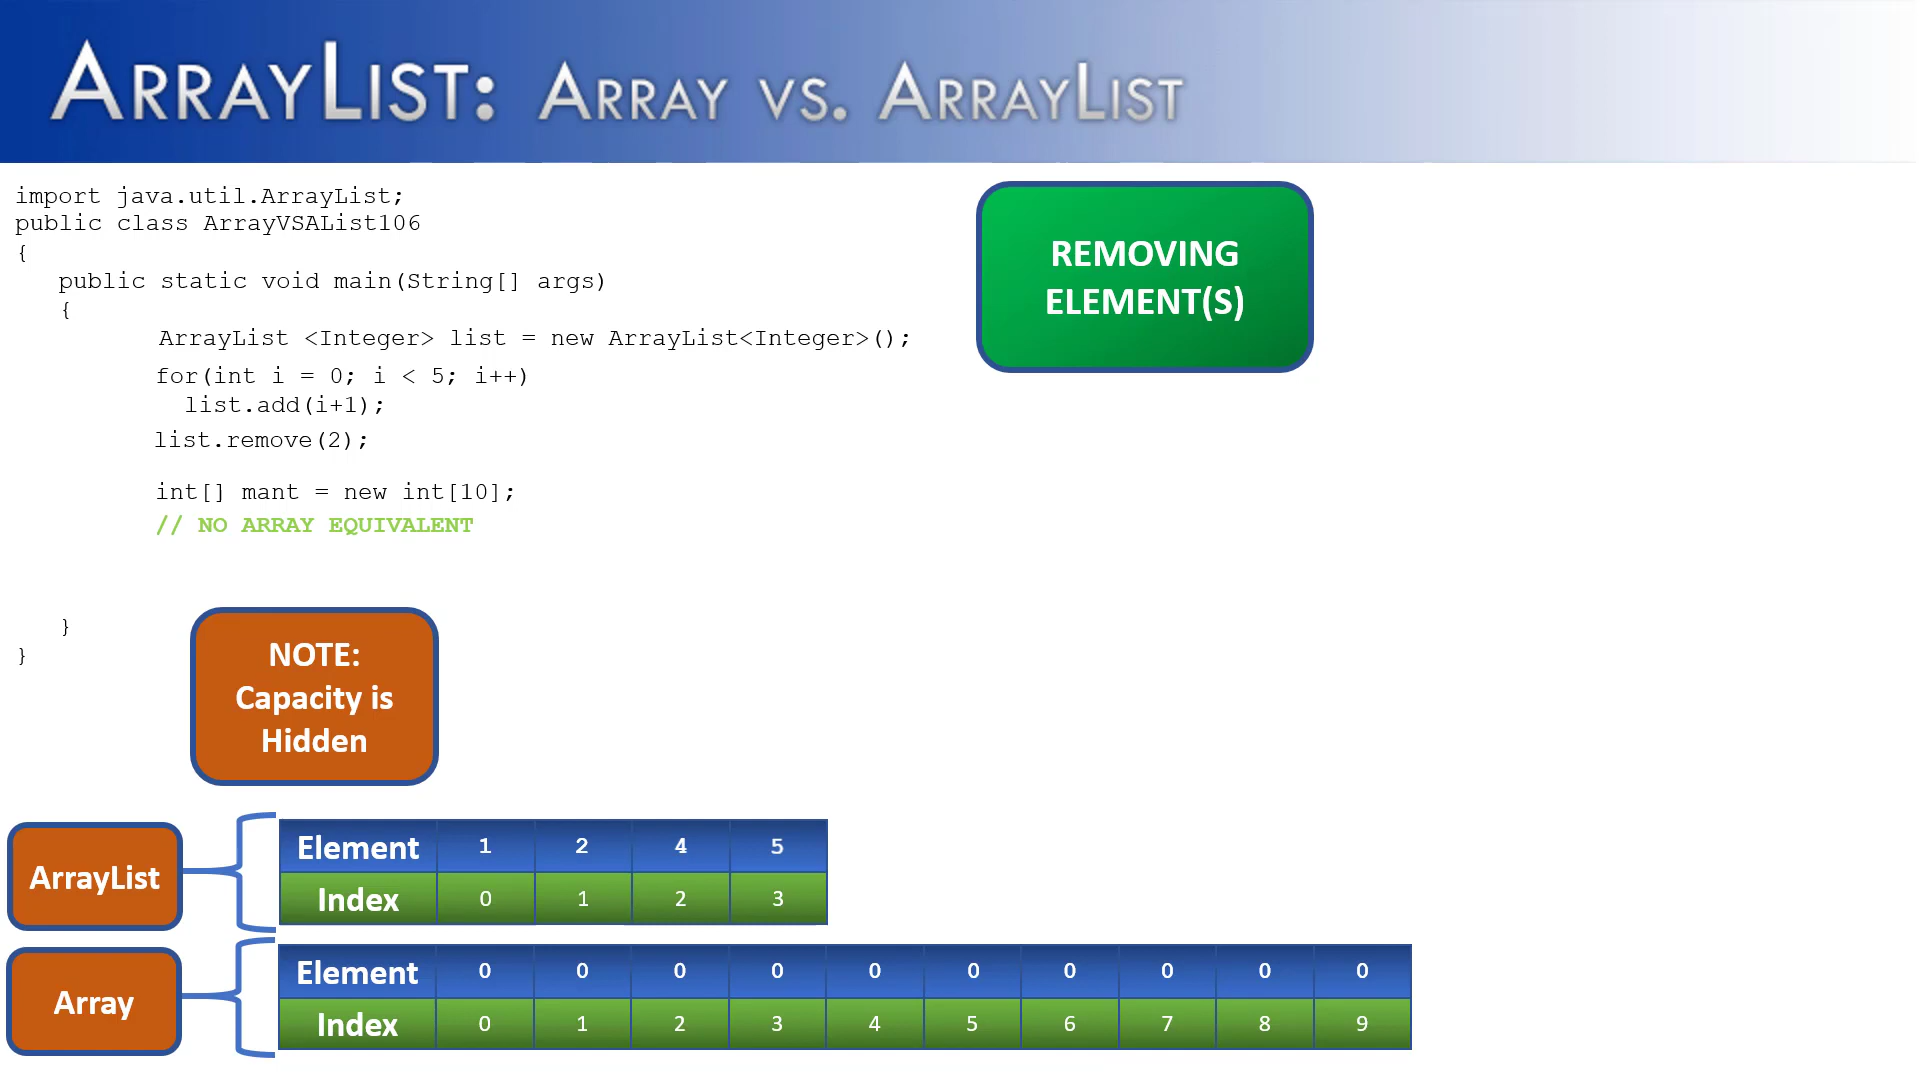 ArrayList: Array vs. ArrayList
import java.util.ArrayList;
public class ArrayVSAList106
{
public static void main(String[] args)
{
ArrayList <Integer> list = new ArrayList<Integer>();
for(int i = 0; i < 5; i++)
list.add(i+1);
list.remove(2);
int[] mant = new int[10];
// NO ARRAY EQUIVALENT
}
}
REMOVING
ELEMENT(S)
NOTE:
Capacity is
Hidden
ArrayList
Element 1 2 4 5
Index 0 1 2 3
Array
Element 0 0 0 0 0 0 0 0 0 0
Index 0 1 2 3 4 5 6 7 8 9